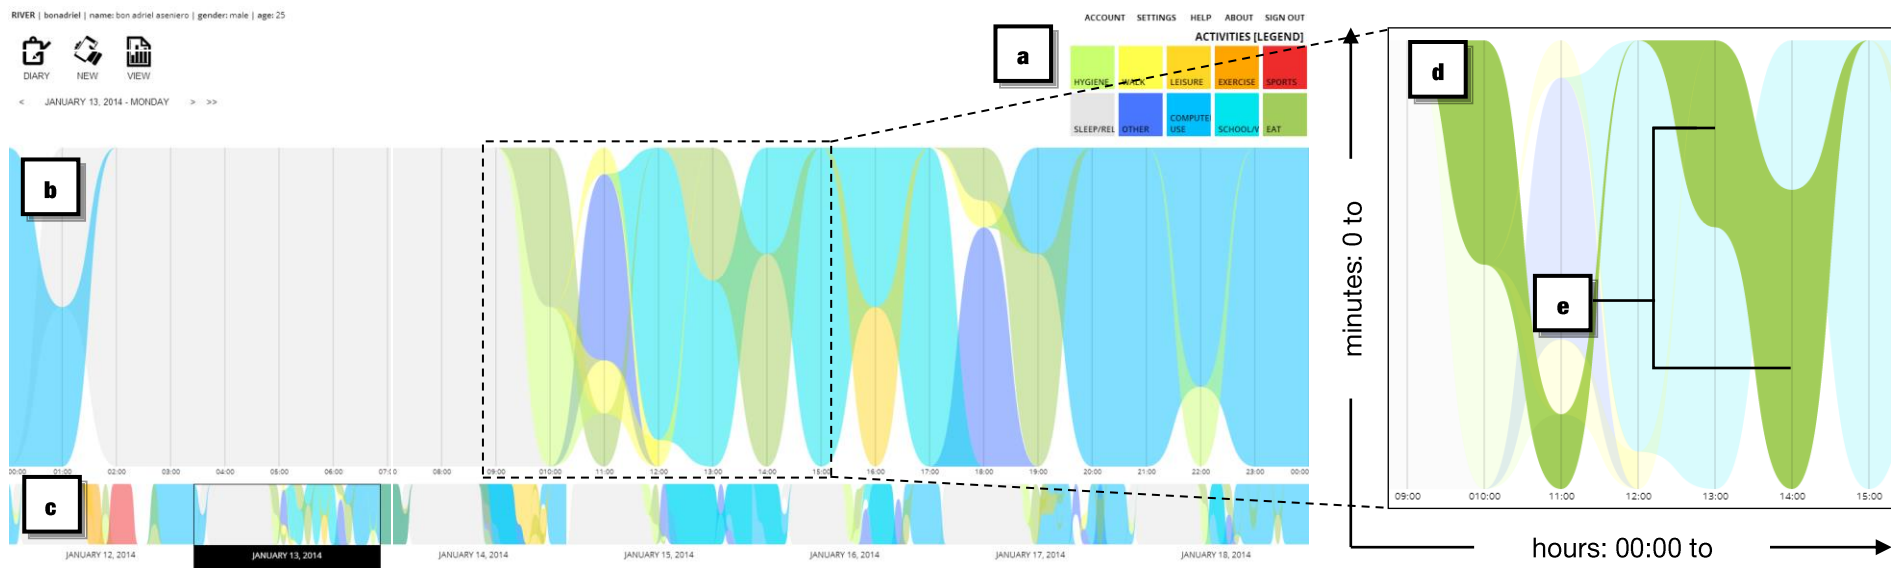 RIVER | bonadriel | name: bon adriel aseniero | gender: male | age: 25
DIARY NEW VIEW
< JANUARY 13, 2014 - MONDAY > >>
ACCOUNT SETTINGS HELP ABOUT SIGN OUT
ACTIVITIES [LEGEND]
HYGIENE WALK LEISURE EXERCISE SPORTS
SLEEP/REL OTHER COMPUTE USE SCHOOL/V EAT
a
b
00:00 01:00 02:00 03:00 04:00 05:00 06:00 07:0 08:00 09:00 010:00 11:00 12:00 13:00 14:00 15:00 16:00 17:00 18:00 19:00 20:00 21:00 22:00 23:00 00:00
c
JANUARY 12, 2014 JANUARY 13, 2014 JANUARY 14, 2014 JANUARY 15, 2014 JANUARY 16, 2014 JANUARY 17, 2014 JANUARY 18, 2014
minutes: 0 to
d
e
09:00 010:00 11:00 12:00 13:00 14:00 15:00
hours: 00:00 to